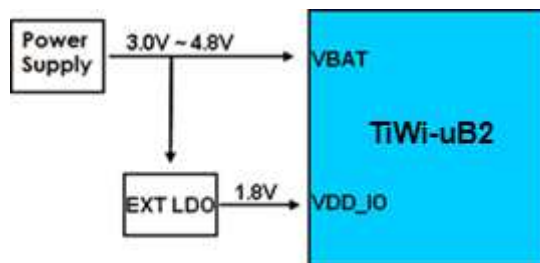 Power
Supply
3.0V ~ 4.8V
VBAT
TiWi-uB2
EXT LDO
1.8V
VDD_IO